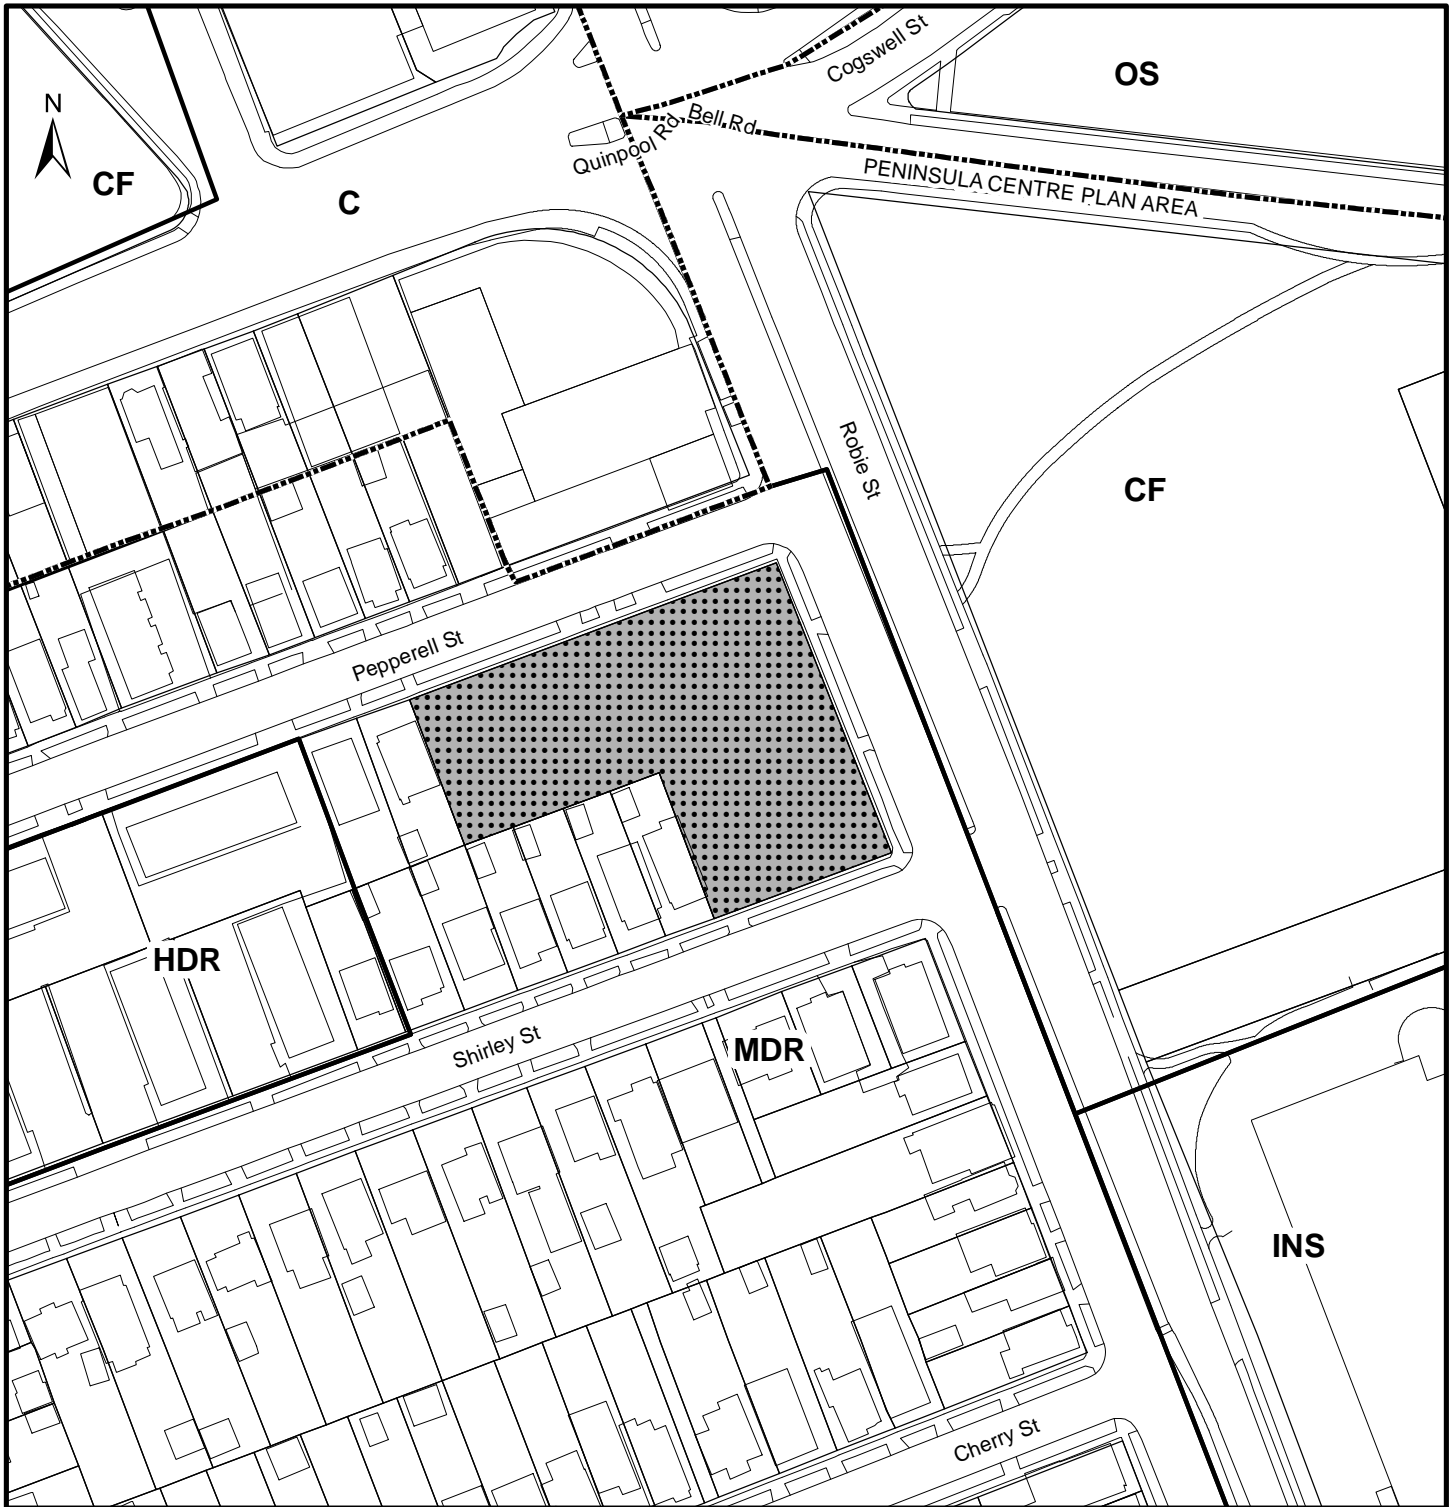 Cogswell St
OS
N
Bell Rd
Quinpool Rd
CF
PENINSULA CENTRE PLAN AREA
C
Robie St
CF
Pepperell St
HDR
Shirley St
MDR
INS
Cherry St